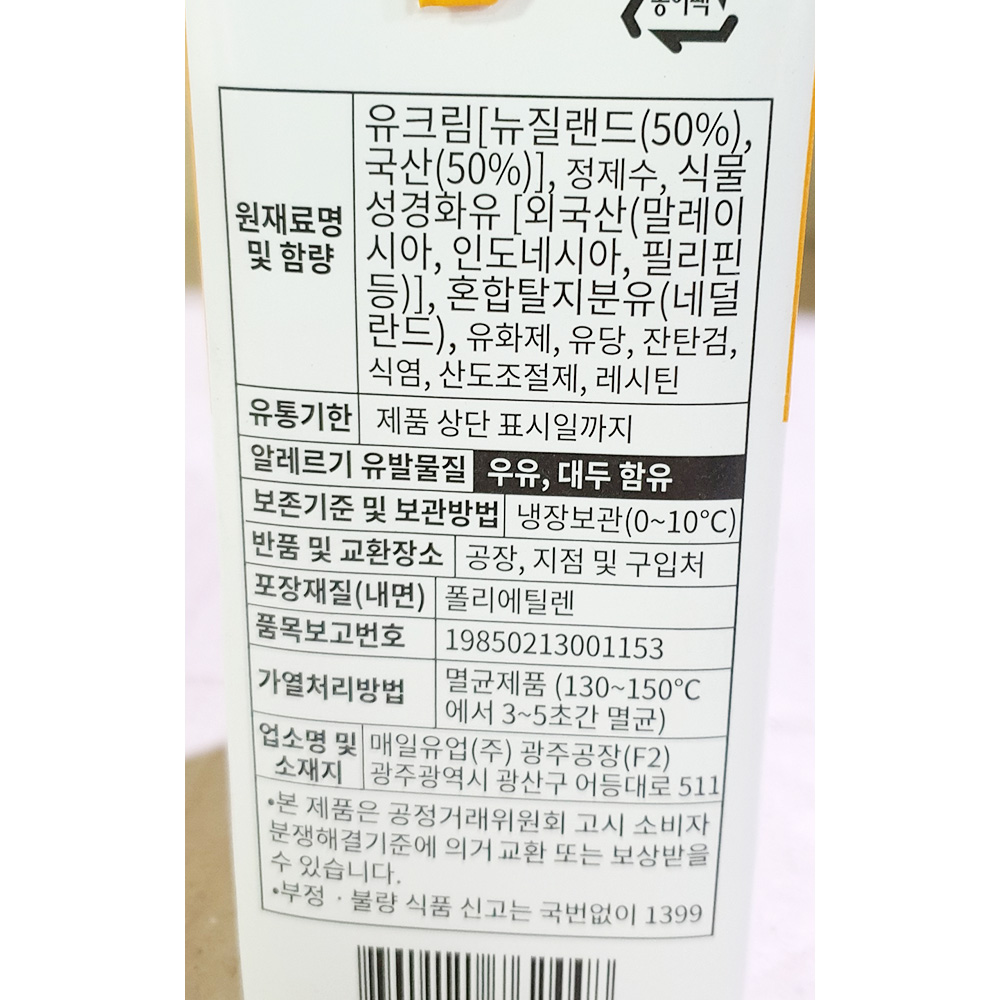 종이팩
원재료명 및 함량
유크림[뉴질랜드(50%),
국산(50%)], 정제수, 식물
성경화유 [외국산(말레이
시아, 인도네시아, 필리핀
등)], 혼합탈지분유(네덜
란드), 유화제, 유당, 잔탄검,
식염, 산도조절제, 레시틴
유통기한 제품 상단 표시일까지
알레르기 유발물질 우유, 대두 함유
보존기준 및 보관방법 냉장보관(0~10℃)
반품 및 교환장소 공장, 지점 및 구입처
포장재질(내면) 폴리에틸렌
품목보고번호 19850213001153
가열처리방법 멸균제품 (130~150℃
에서 3~5초간 멸균)
업소명 및 매일유업(주) 광주공장(F2)
소재지 광주광역시 광산구 어등대로 511
•본 제품은 공정거래위원회 고시 소비자
분쟁해결기준에 의거 교환 또는 보상받을
수 있습니다.
•부정·불량 식품 신고는 국번없이 1399